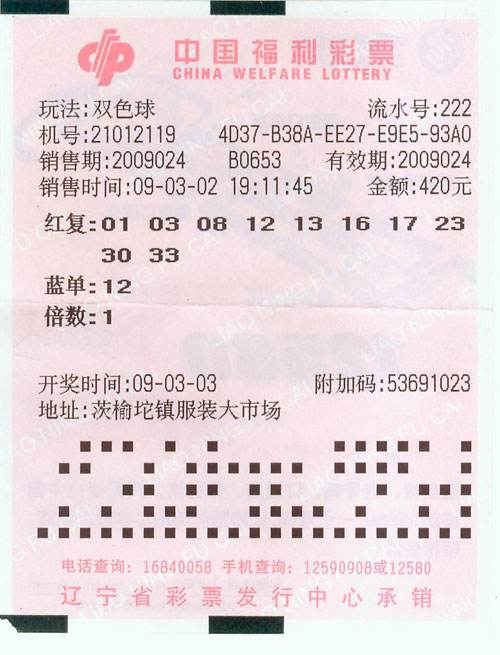 中国福利彩票
CHINA WELFARE LOTTERY
玩法:双色球 流水号:222
机号:21012119 4D37-B38A-EE27-E9E5-93A0
销售期:2009024 B0653 有效期:2009024
销售时间:09-03-02 19:11:45 金额:420元
红复:01 03 08 12 13 16 17 23
30 33
蓝单:12
倍数:1
开奖时间:09-03-03 附加码:53691023
地址:茨榆坨镇服装大市场
电话查询:16840058 手机查询:12590908或12580
辽宁省彩票发行中心承销
LIAO NING FU CAI